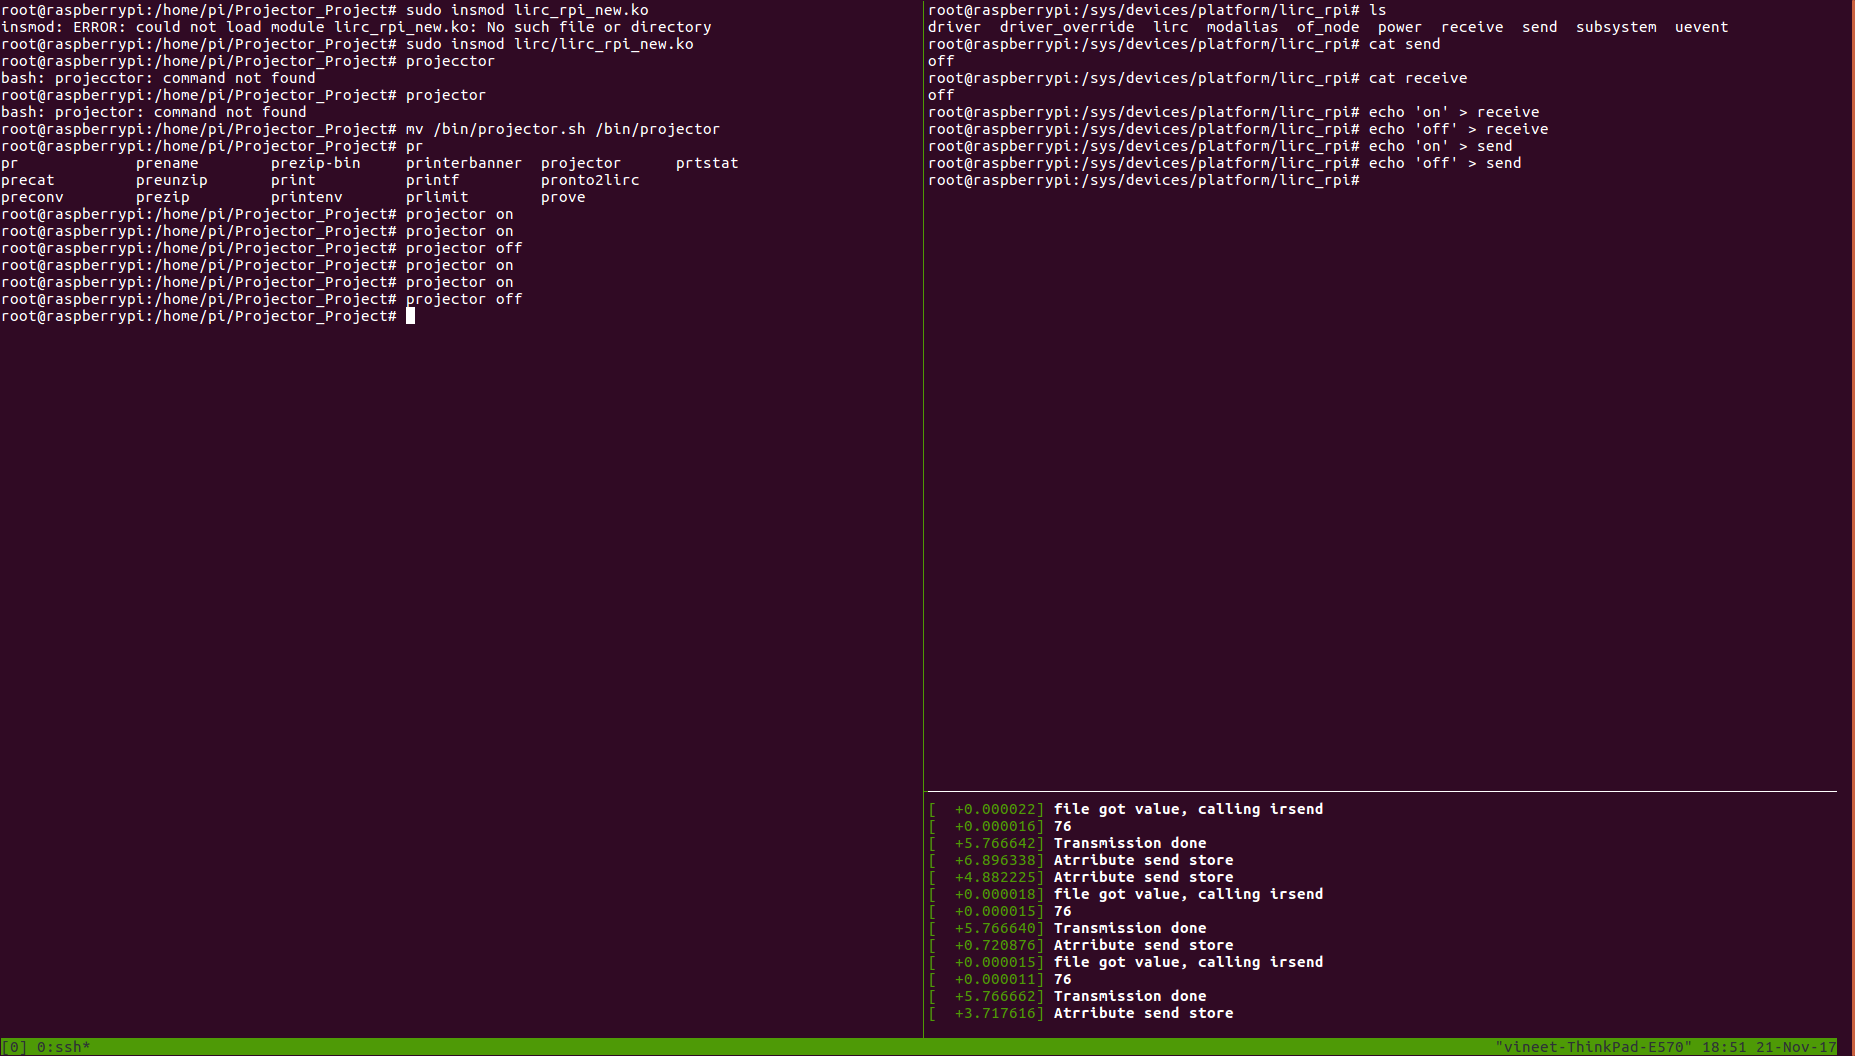 root@raspberrypi:/home/pi/Projector_Project# sudo insmod lirc_rpi_new.ko
insmod: ERROR: could not load module lirc_rpi_new.ko: No such file or directory
root@raspberrypi:/home/pi/Projector_Project# sudo insmod lirc/lirc_rpi_new.ko
root@raspberrypi:/home/pi/Projector_Project# projecctor
bash: projecctor: command not found
root@raspberrypi:/home/pi/Projector_Project# projector
bash: projector: command not found
root@raspberrypi:/home/pi/Projector_Project# mv /bin/projector.sh /bin/projector
root@raspberrypi:/home/pi/Projector_Project# pr
pr             prename        prezip-bin     printerbanner  projector      prtstat
precat         preunzip       print          printf         pronto2lirc
preconv        prezip         printenv       prlimit        prove
root@raspberrypi:/home/pi/Projector_Project# projector on
root@raspberrypi:/home/pi/Projector_Project# projector on
root@raspberrypi:/home/pi/Projector_Project# projector off
root@raspberrypi:/home/pi/Projector_Project# projector on
root@raspberrypi:/home/pi/Projector_Project# projector on
root@raspberrypi:/home/pi/Projector_Project# projector off
root@raspberrypi:/home/pi/Projector_Project#
root@raspberrypi:/sys/devices/platform/lirc_rpi# ls
driver  driver_override  lirc  modalias  of_node  power  receive  send  subsystem  uevent
root@raspberrypi:/sys/devices/platform/lirc_rpi# cat send
off
root@raspberrypi:/sys/devices/platform/lirc_rpi# cat receive
off
root@raspberrypi:/sys/devices/platform/lirc_rpi# echo 'on' > receive
root@raspberrypi:/sys/devices/platform/lirc_rpi# echo 'off' > receive
root@raspberrypi:/sys/devices/platform/lirc_rpi# echo 'on' > send
root@raspberrypi:/sys/devices/platform/lirc_rpi# echo 'off' > send
root@raspberrypi:/sys/devices/platform/lirc_rpi#
[  +0.000022] file got value, calling irsend
[  +0.000016] 76
[  +5.766642] Transmission done
[  +6.896338] Atrribute send store
[  +4.882225] Atrribute send store
[  +0.000018] file got value, calling irsend
[  +0.000015] 76
[  +5.766640] Transmission done
[  +0.720876] Atrribute send store
[  +0.000015] file got value, calling irsend
[  +0.000011] 76
[  +5.766662] Transmission done
[  +3.717616] Atrribute send store
[0] 0:ssh* "vineet-ThinkPad-E570" 18:51 21-Nov-17